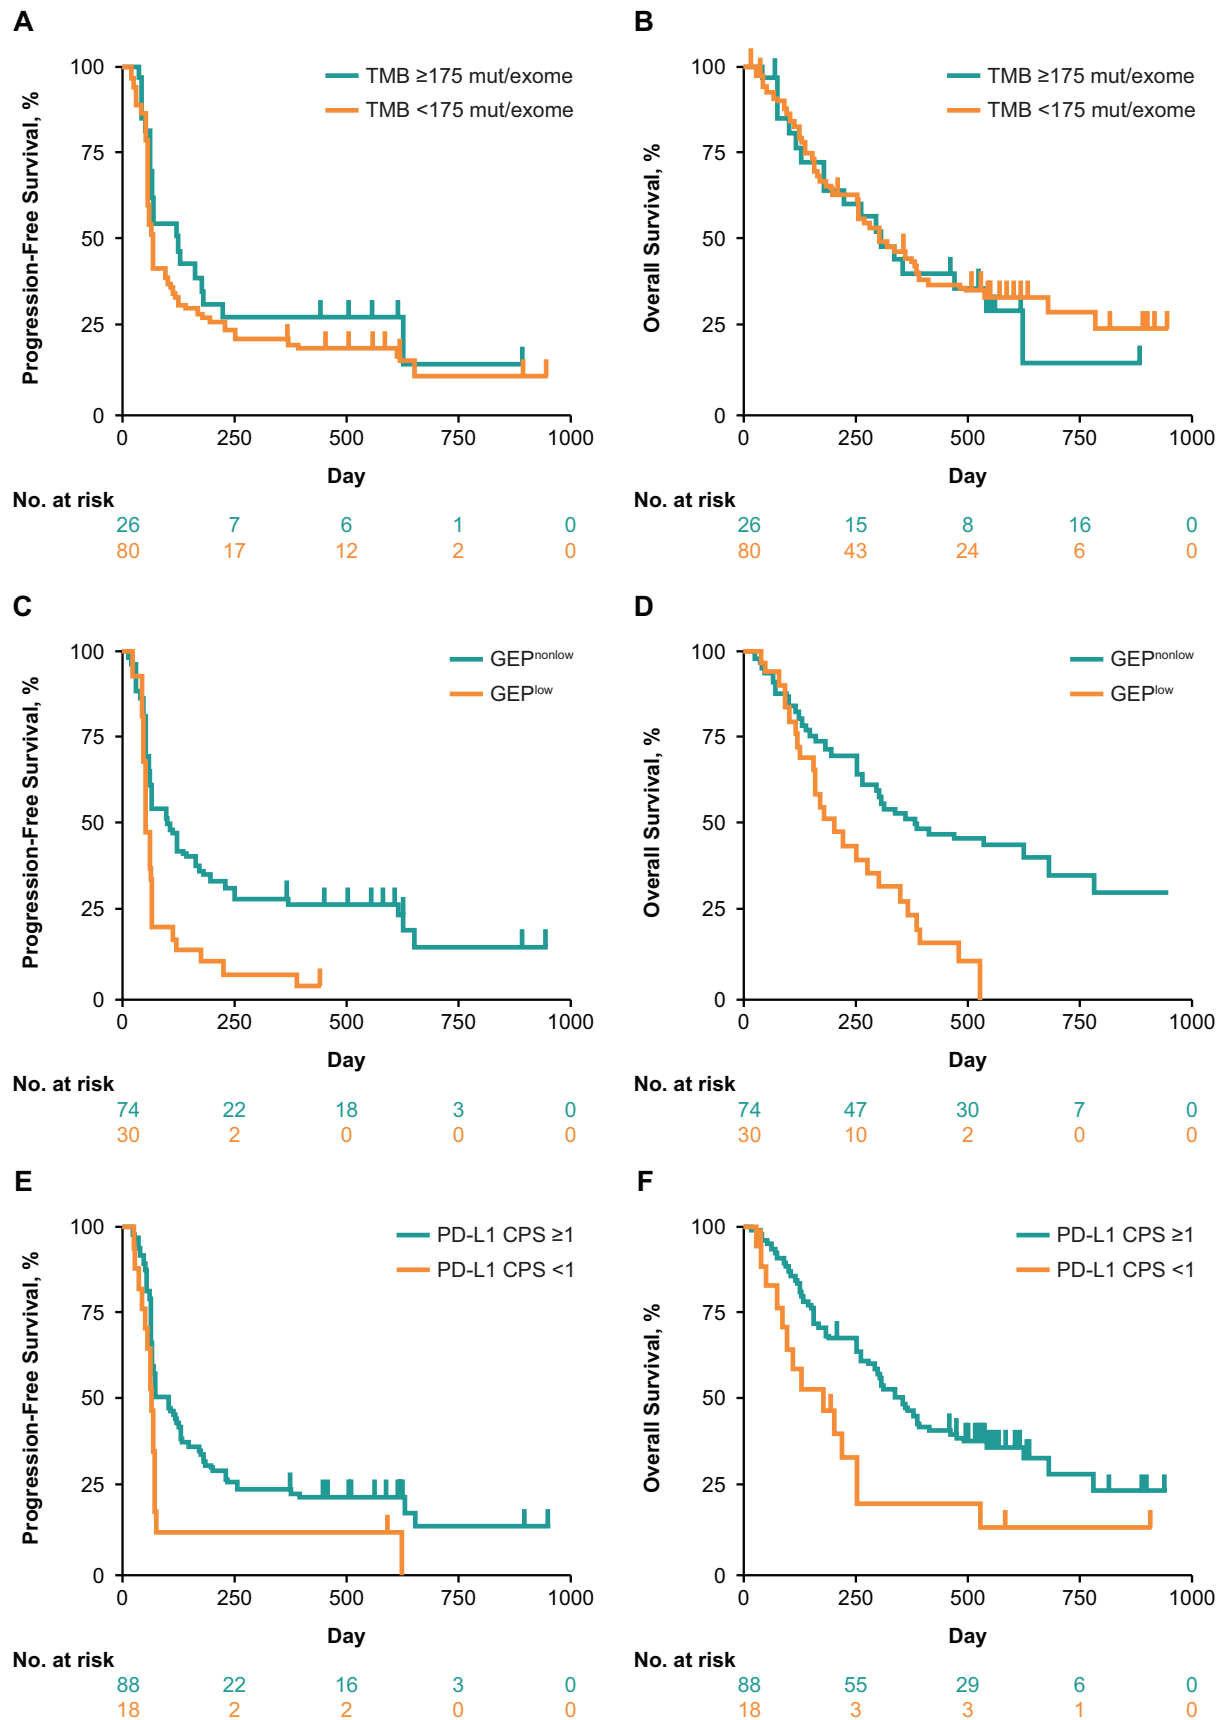 A
Progression-Free Survival, %
100
75
50
25
0
TMB ≥175 mut/exome
TMB <175 mut/exome
0 250 500 750 1000
Day
No. at risk
26 7 6 1 0
80 17 12 2 0
B
Overall Survival, %
100
75
50
25
0
TMB ≥175 mut/exome
TMB <175 mut/exome
0 250 500 750 1000
Day
No. at risk
26 15 8 16 0
80 43 24 6 0
C
Progression-Free Survival, %
100
75
50
25
0
GEPnonlow
GEPlow
0 250 500 750 1000
Day
No. at risk
74 22 18 3 0
30 2 0 0 0
D
Overall Survival, %
100
75
50
25
0
GEPnonlow
GEPlow
0 250 500 750 1000
Day
No. at risk
74 47 30 7 0
30 10 2 0 0
E
Progression-Free Survival, %
100
75
50
25
0
PD-L1 CPS ≥1
PD-L1 CPS <1
0 250 500 750 1000
Day
No. at risk
88 22 16 3 0
18 2 2 0 0
F
Overall Survival, %
100
75
50
25
0
PD-L1 CPS ≥1
PD-L1 CPS <1
0 250 500 750 1000
Day
No. at risk
88 55 29 6 0
18 3 3 1 0